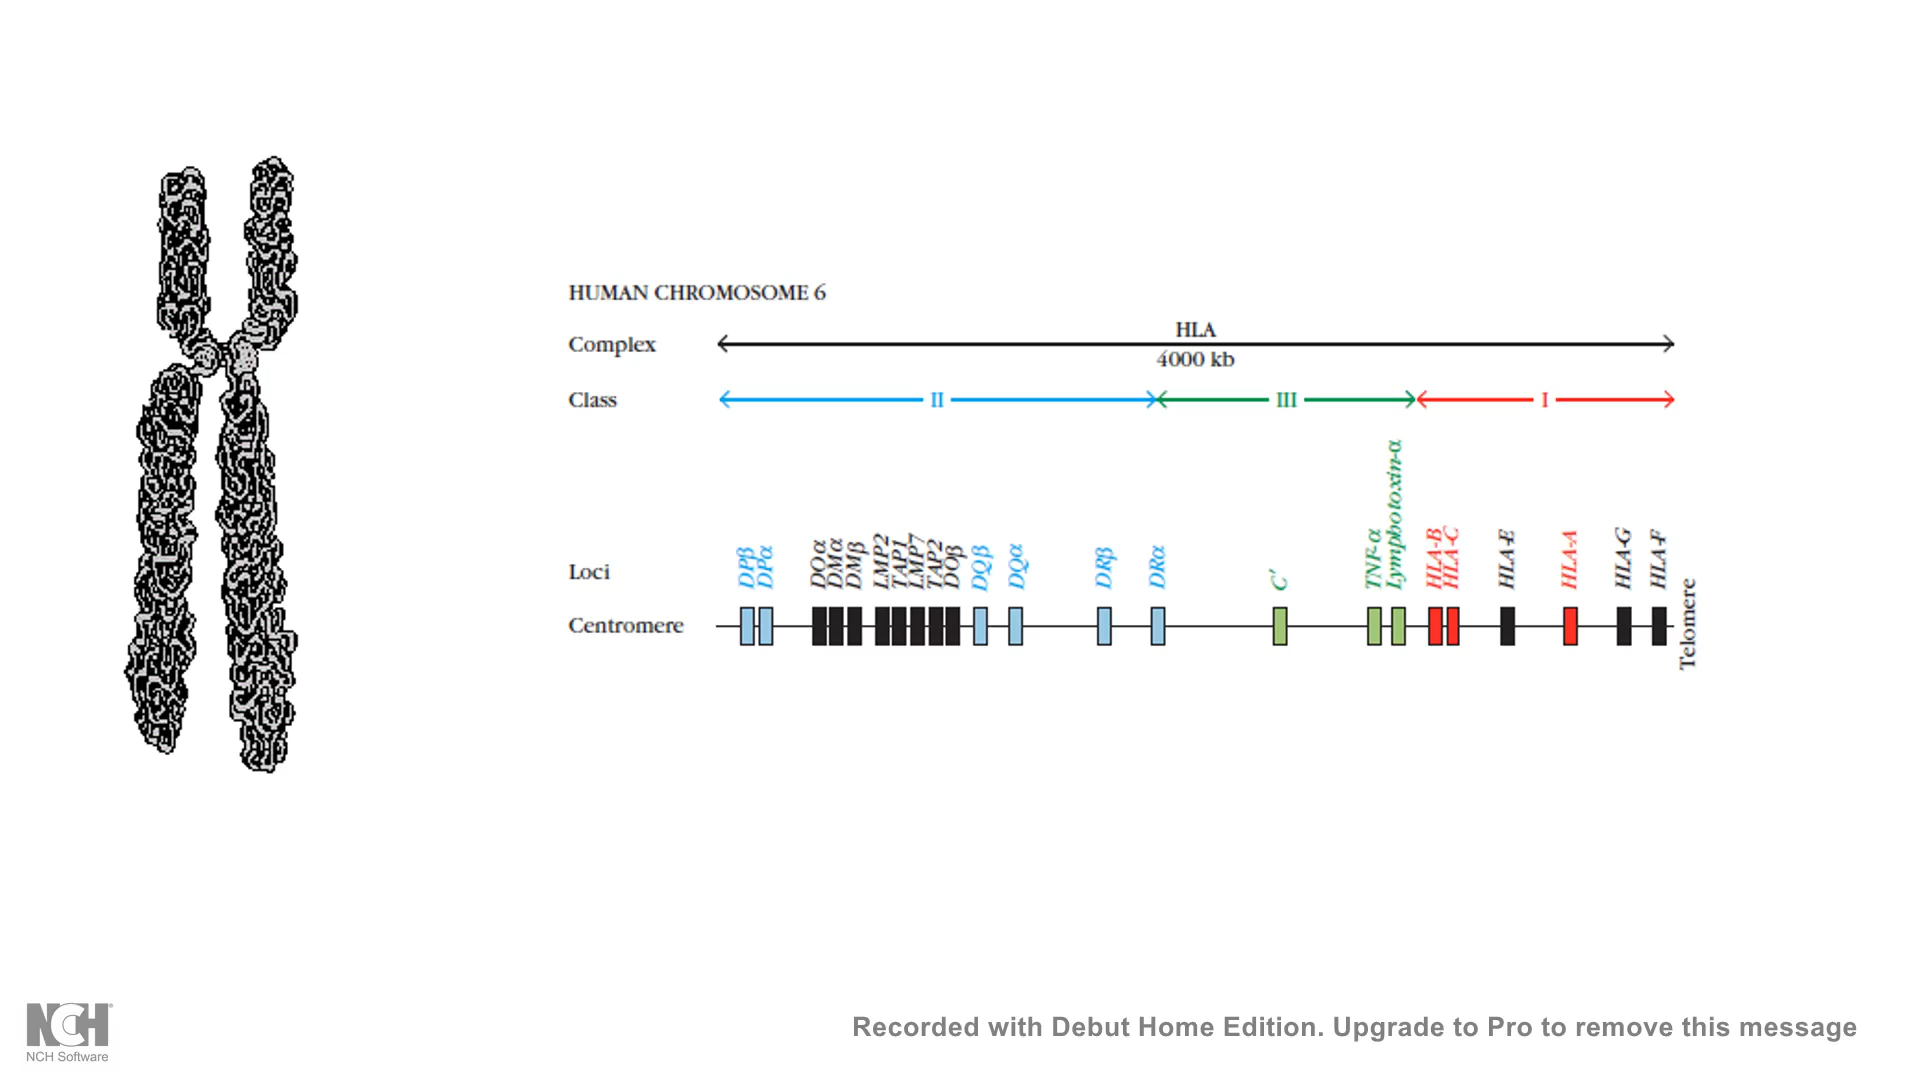 HUMAN CHROMOSOME 6
HLA
Complex
4000 kb
Class II III I
Loci DPβ DPα DOα DMα DMβ LMP2 TAP1 LMP7 TAP2 DOβ DQβ DQα DRβ DRα C′ TNF-α Lymphotoxin-α HLA-B HLA-C HLA-E HLA-A HLA-G HLA-F
Centromere Telomere
NCH
NCH Software
Recorded with Debut Home Edition. Upgrade to Pro to remove this message